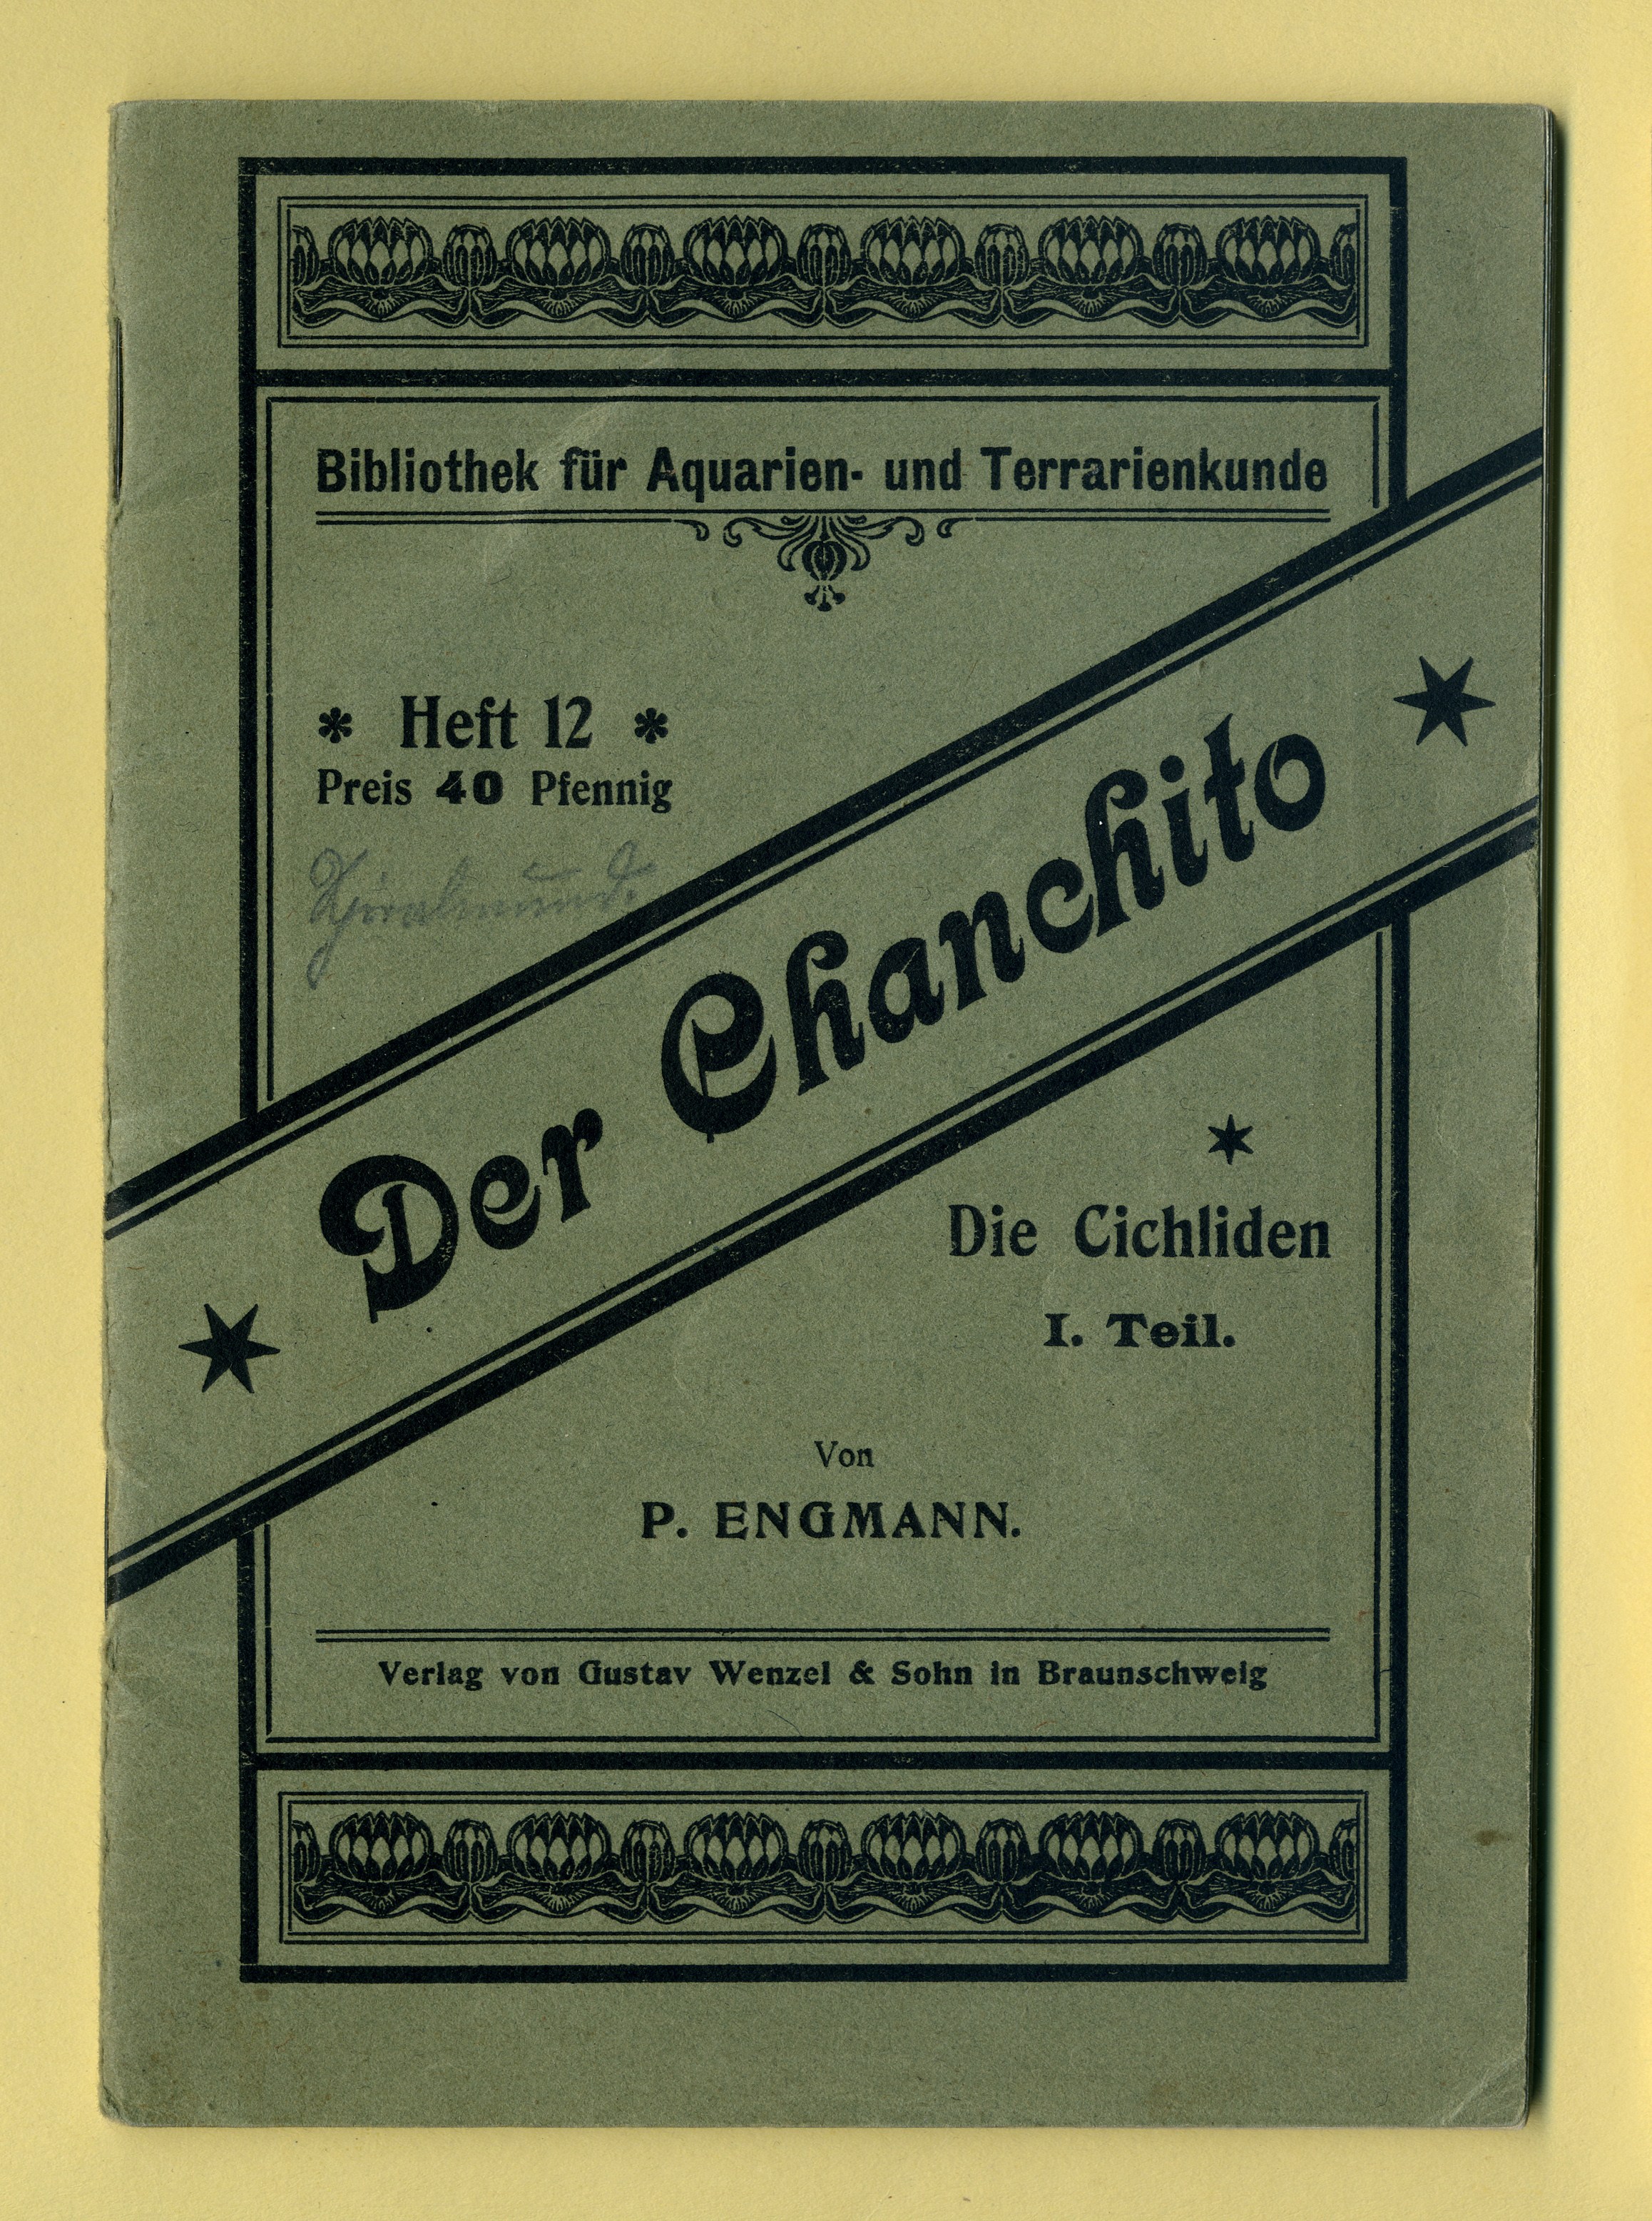 Bibliothek für Aquarien- und Terrarienkunde
* Heft 12 *
Preis 40 Pfennig
Der Chanchito
Die Cichliden
I. Teil.
Von
P. ENGMANN.
Verlag von Gustav Wenzel & Sohn in Braunschweig